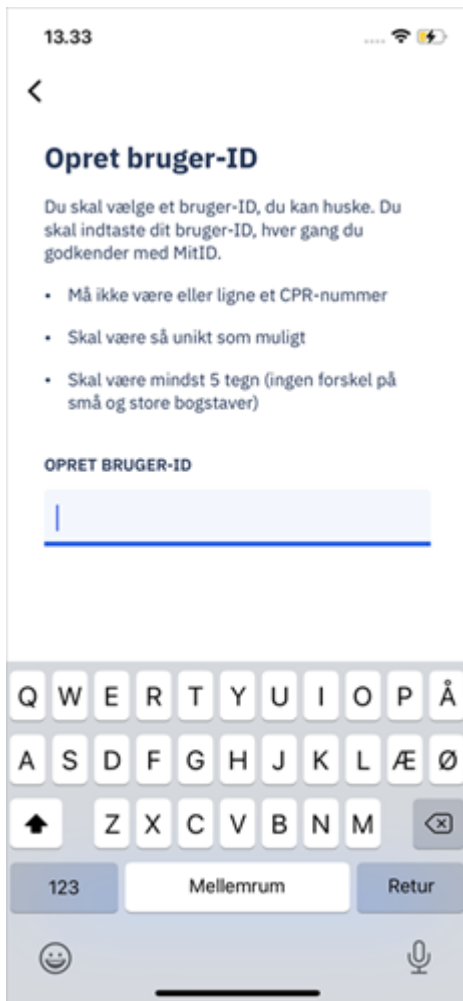 13.33
Opret bruger-ID
Du skal vælge et bruger-ID, du kan huske. Du
skal indtaste dit bruger-ID, hver gang du
godkender med MitID.
• Må ikke være eller ligne et CPR-nummer
• Skal være så unikt som muligt
• Skal være mindst 5 tegn (ingen forskel på
små og store bogstaver)
OPRET BRUGER-ID
Q W E R T Y U I O P Å
A S D F G H J K L Æ Ø
Z X C V B N M
123 Mellemrum Retur